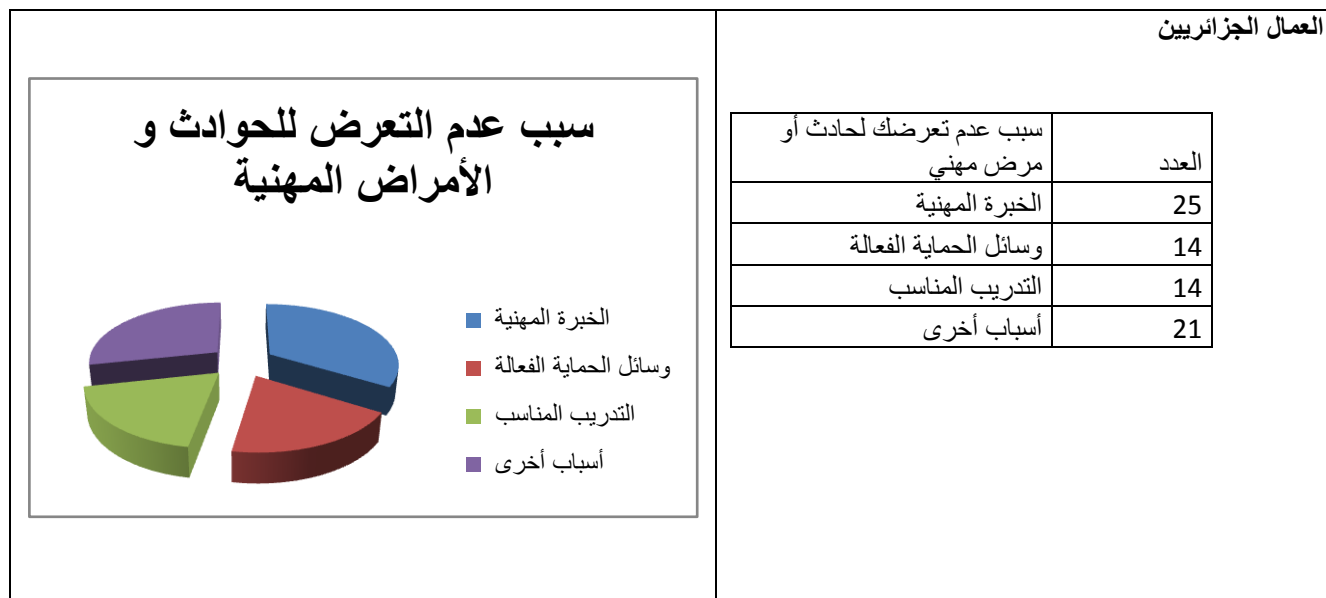 العمال الجزائريين
سبب عدم تعرضك لحادث أو
مرض مهني
العدد
الخبرة المهنية
25
وسائل الحماية الفعالة
14
التدريب المناسب
14
أسباب أخرى
21
سبب عدم التعرض للحوادث و
الأمراض المهنية
الخبرة المهنية
وسائل الحماية الفعالة
التدريب المناسب
أسباب أخرى